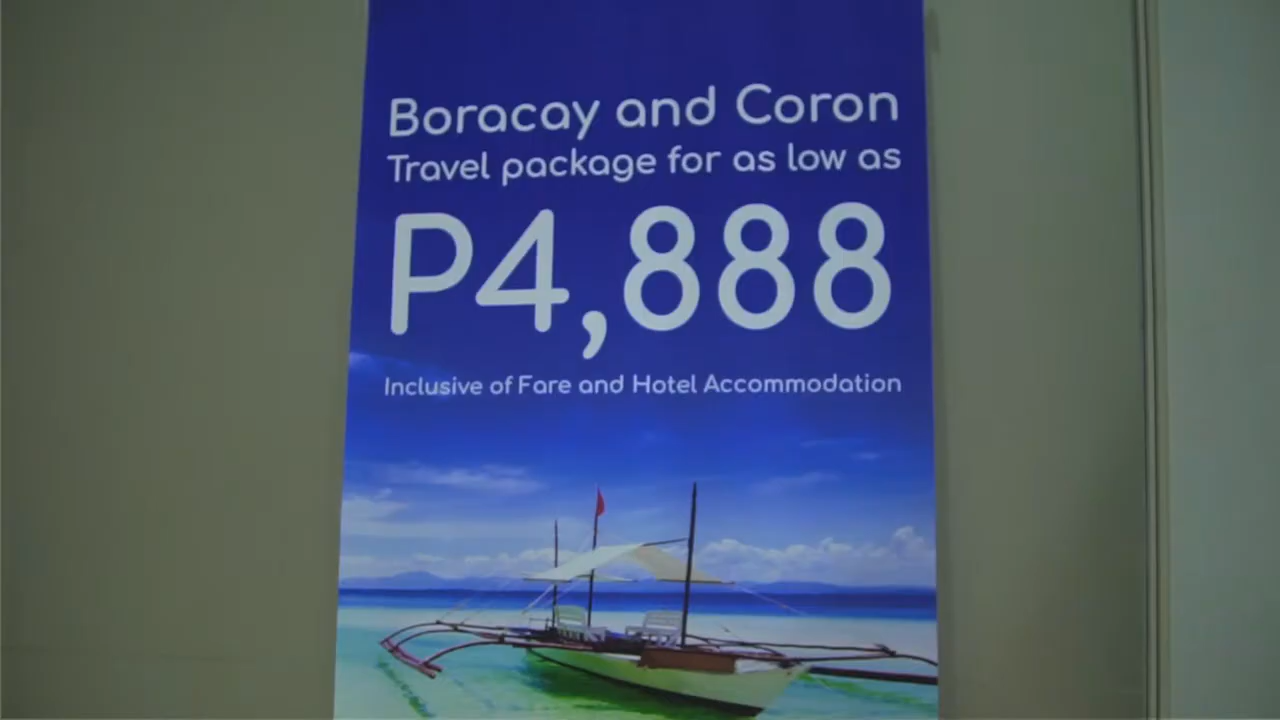 Boracay and Coron
Travel package for as low as
P4,888
Inclusive of Fare and Hotel Accommodation